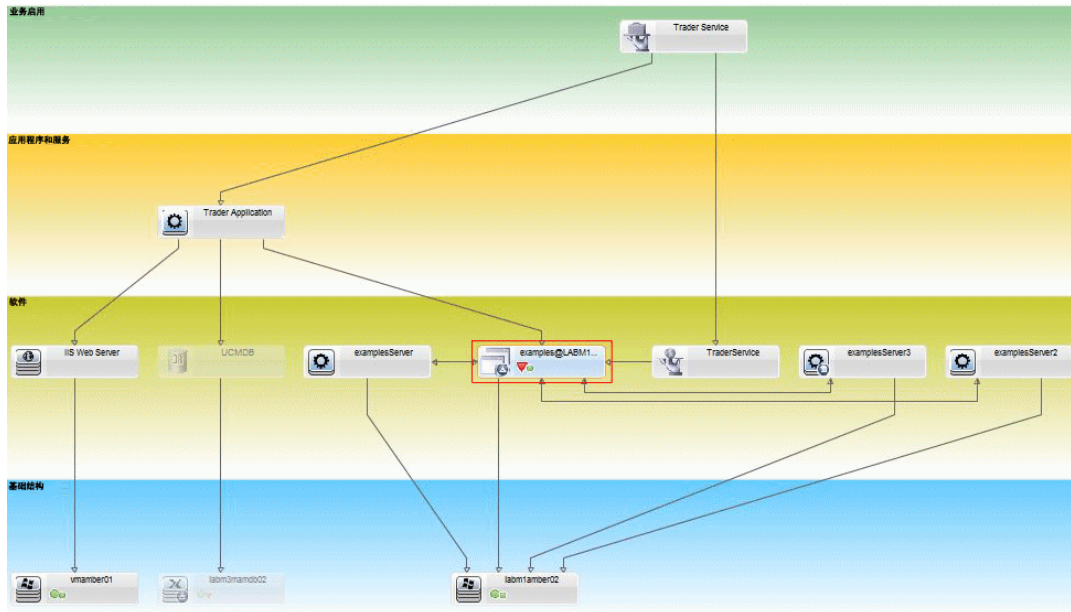 业务启用
Trader Service
应用程序和服务
Trader Application
软件
IIS Web Server
UCMDB
examplesServer
examples@LABM1...
TraderService
examplesServer3
examplesServer2
基础结构
vmamber01
labm3mamdb02
labm1amber02